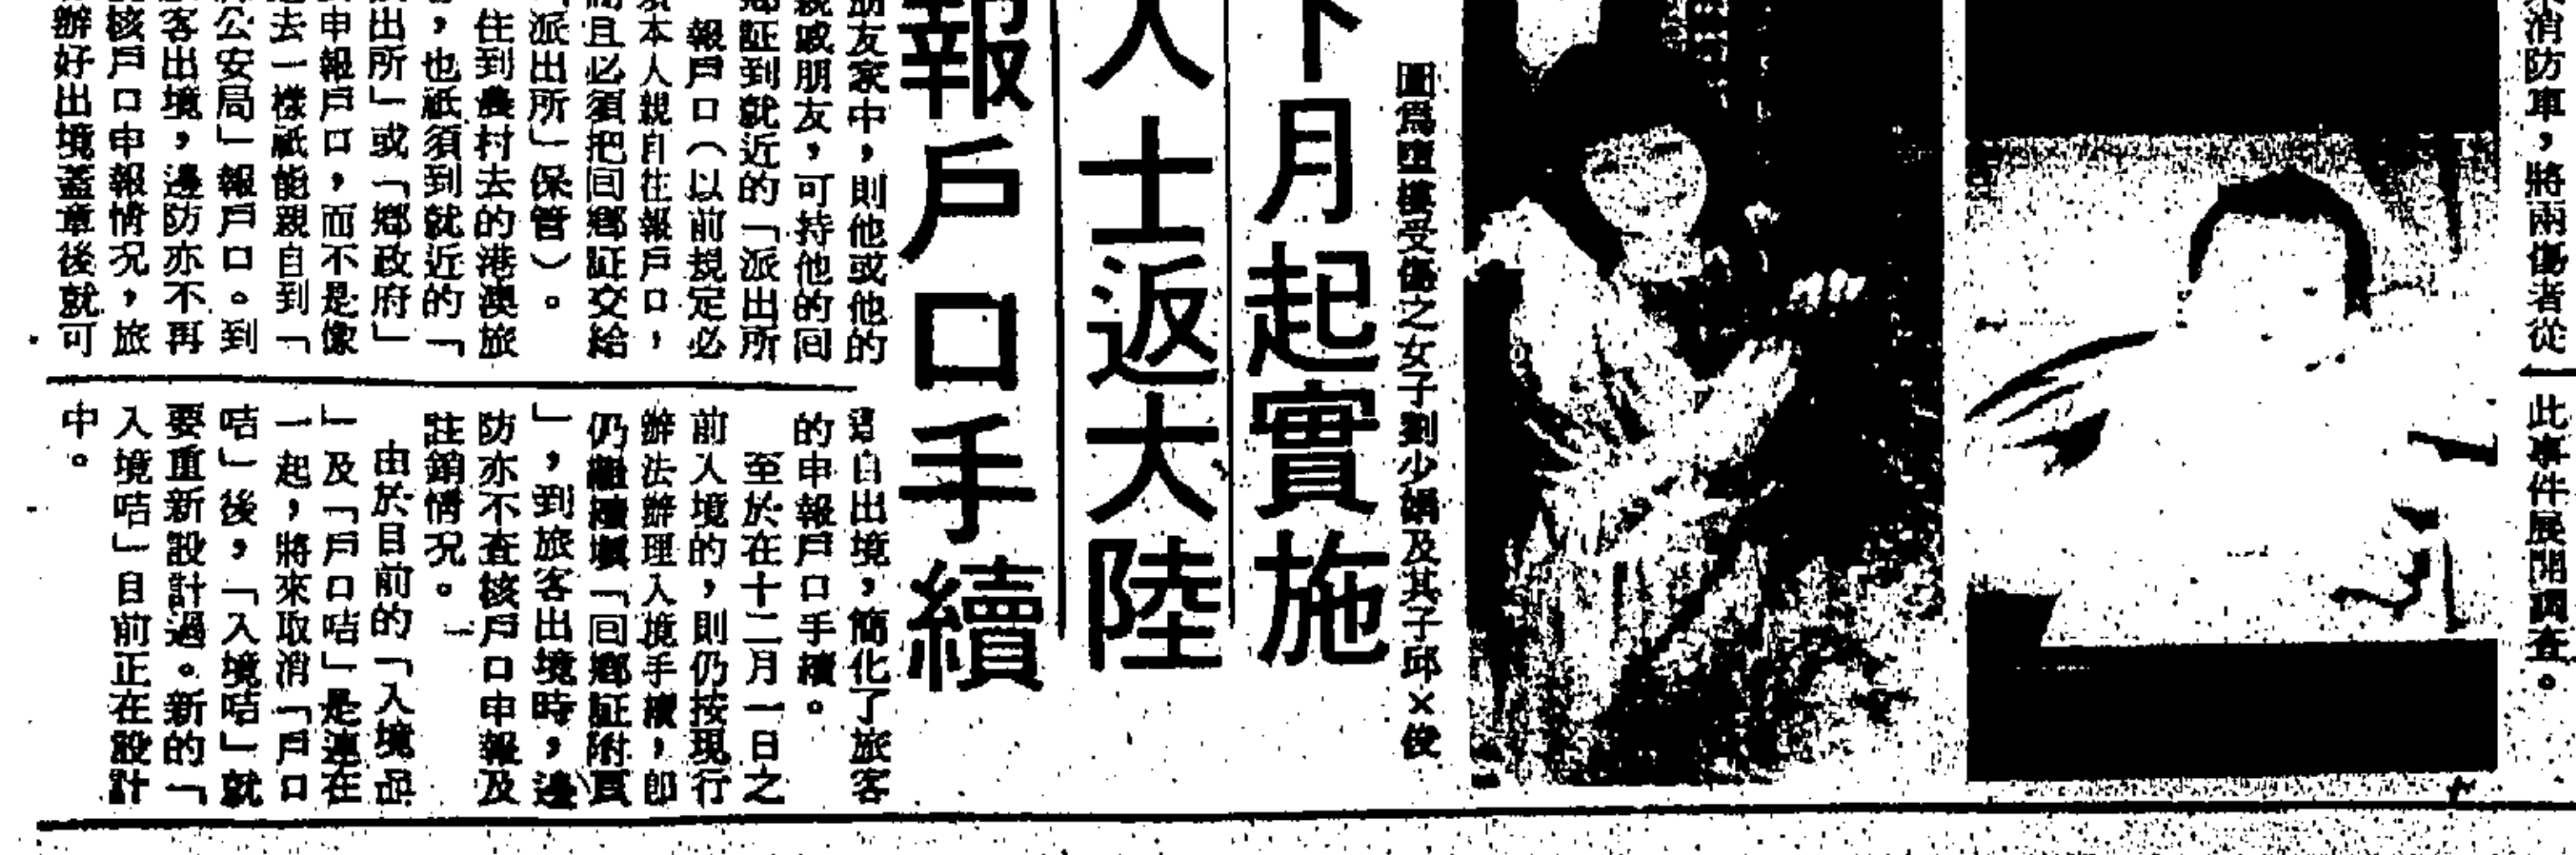 水消防車，將兩傷者從
此事件展開調查。
圖爲墮樓受傷之女子劉少娟及其子邱×俊
下月起實施
人士返大陸
報戶口手續
朋友家中，則他或他的
親戚朋友，可持他的回
鄉証到就近的「派出所
報戶口（以前規定必
須本人親自往報戶口，
而且必須把回鄉証交給
「派出所」保管）。
住到農村去的港澳旅
，也祇須到就近的「
派出所」或「鄉政府」
申報戶口，而不是像
過去一樣祇能親自到「
公安局」報戶口。到
旅客出境，邊防亦不再
查核戶口申報情況，旅
辦好出境蓋章後就可
這自出境，簡化了旅客
的申報戶口手續。
至於在十二月一日之
前入境的，則仍按現行
辦法辦理入境手續，即
仍繼續填「回鄉証附頁
」，到旅客出境時，邊
防亦不查核戶口申報及
註銷情況。
由於目前的「入境咭
」及「戶口咭」是連在
一起，將來取消「戶口
咭」後，「入境咭」就
要重新設計過。新的「
入境咭」目前正在設計
中。